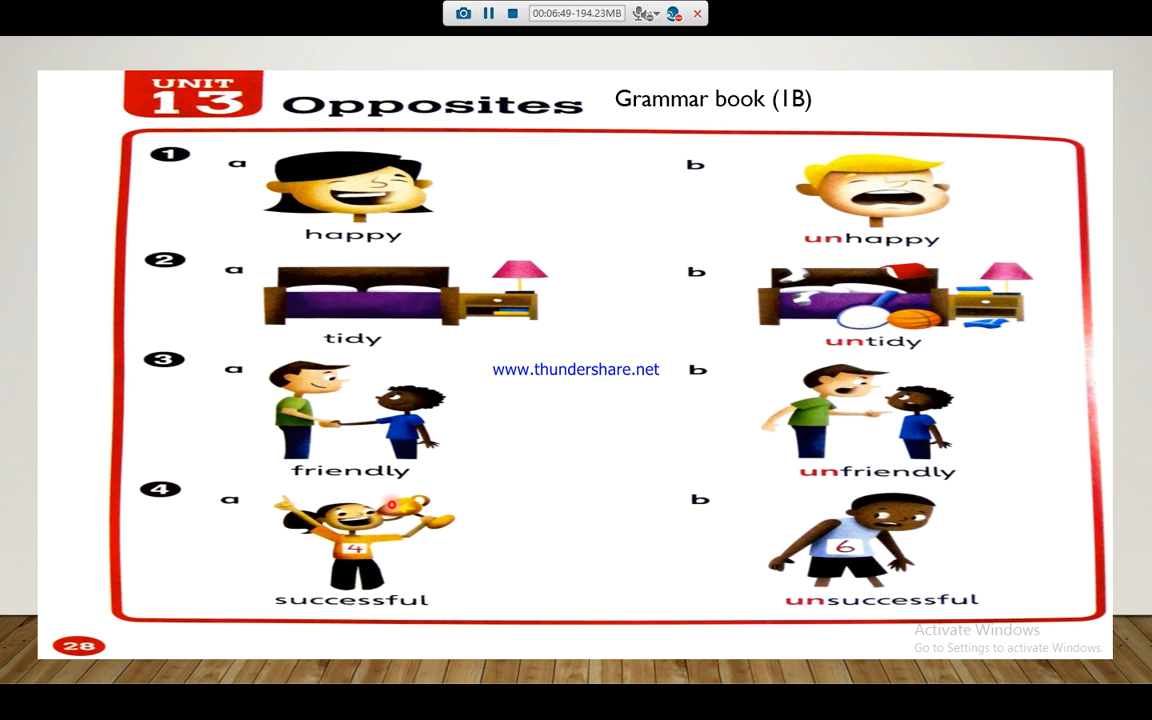 00:06:49-194.23MB
UNIT
13
Opposites
Grammar book (1B)
1
a
b
happy
unhappy
2
a
b
tidy
untidy
3
a
b
www.thundershare.net
friendly
unfriendly
4
a
b
4
6
successful
unsuccessful
28
Activate Windows
Go to Settings to activate Windows.